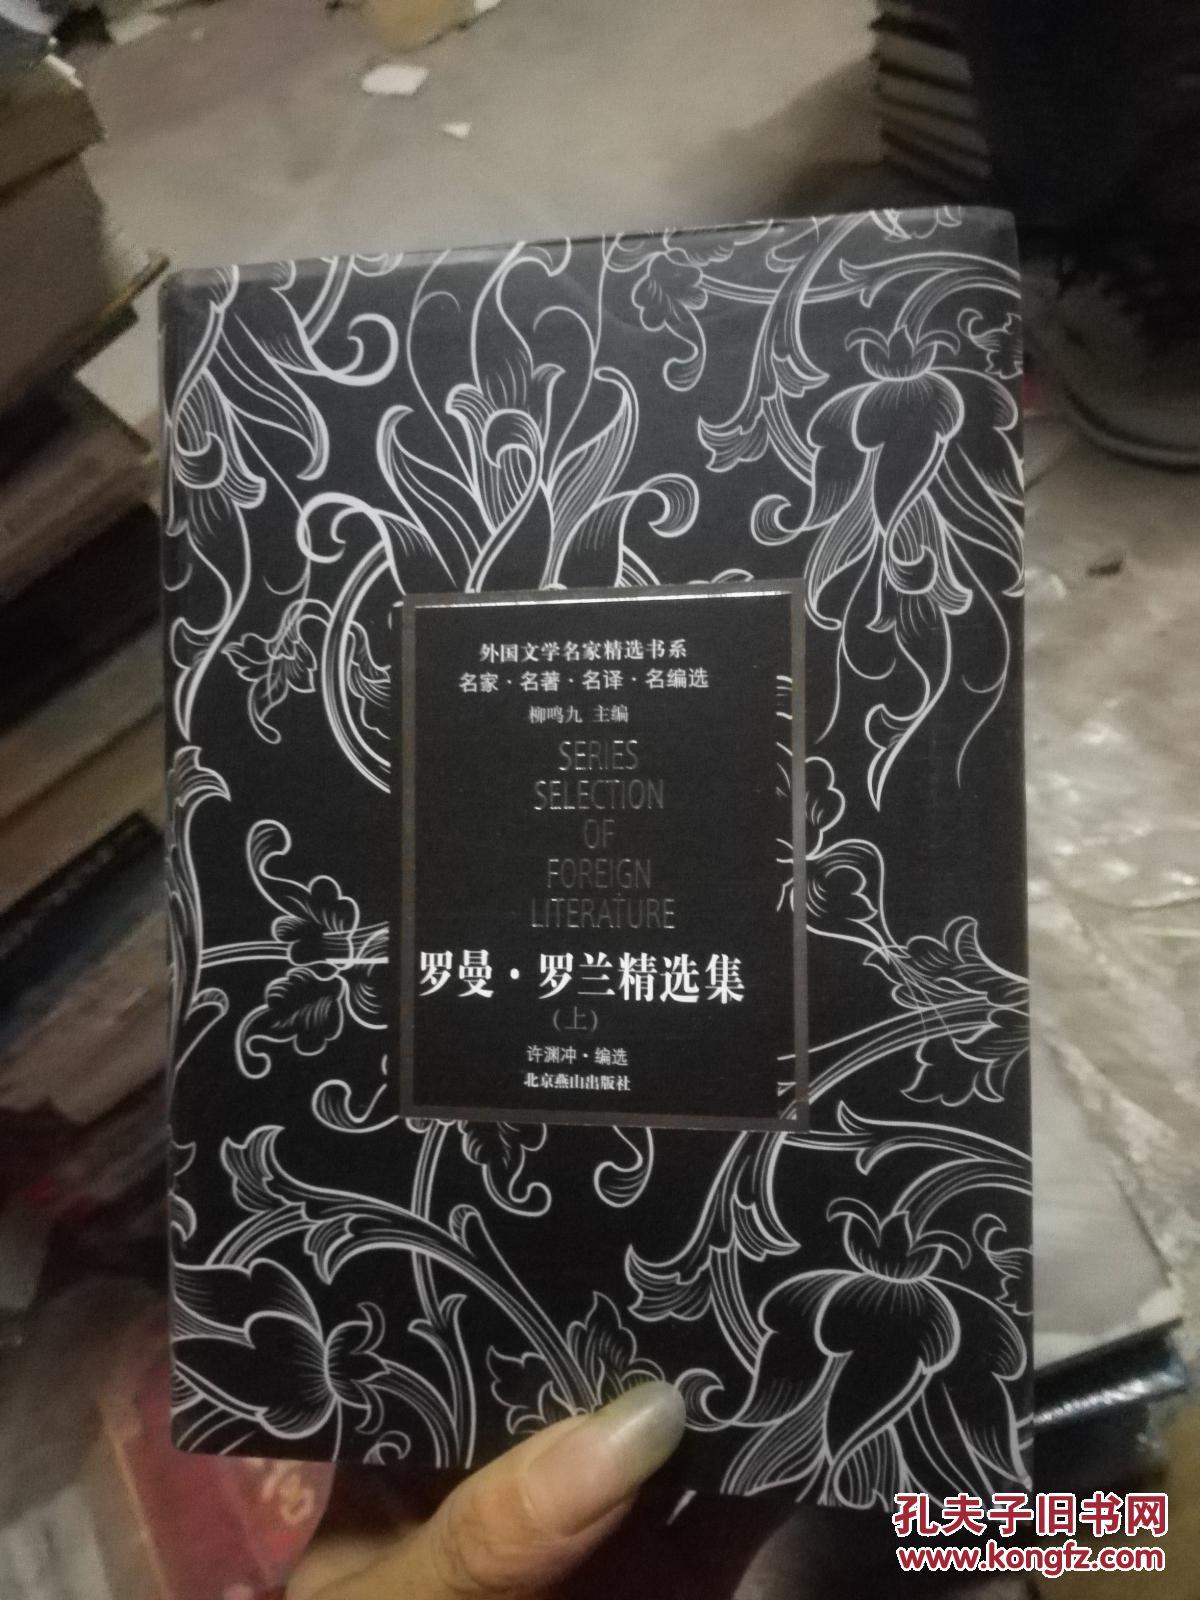 外国文学名家精选书系
名家·名著·名译·名编选
柳鸣九 主编
SERIES
SELECTION
OF
FOREIGN
LITERATURE
罗曼·罗兰精选集
(上)
许渊冲·编选
北京燕山出版社
孔夫子旧书网
www.kongfz.com